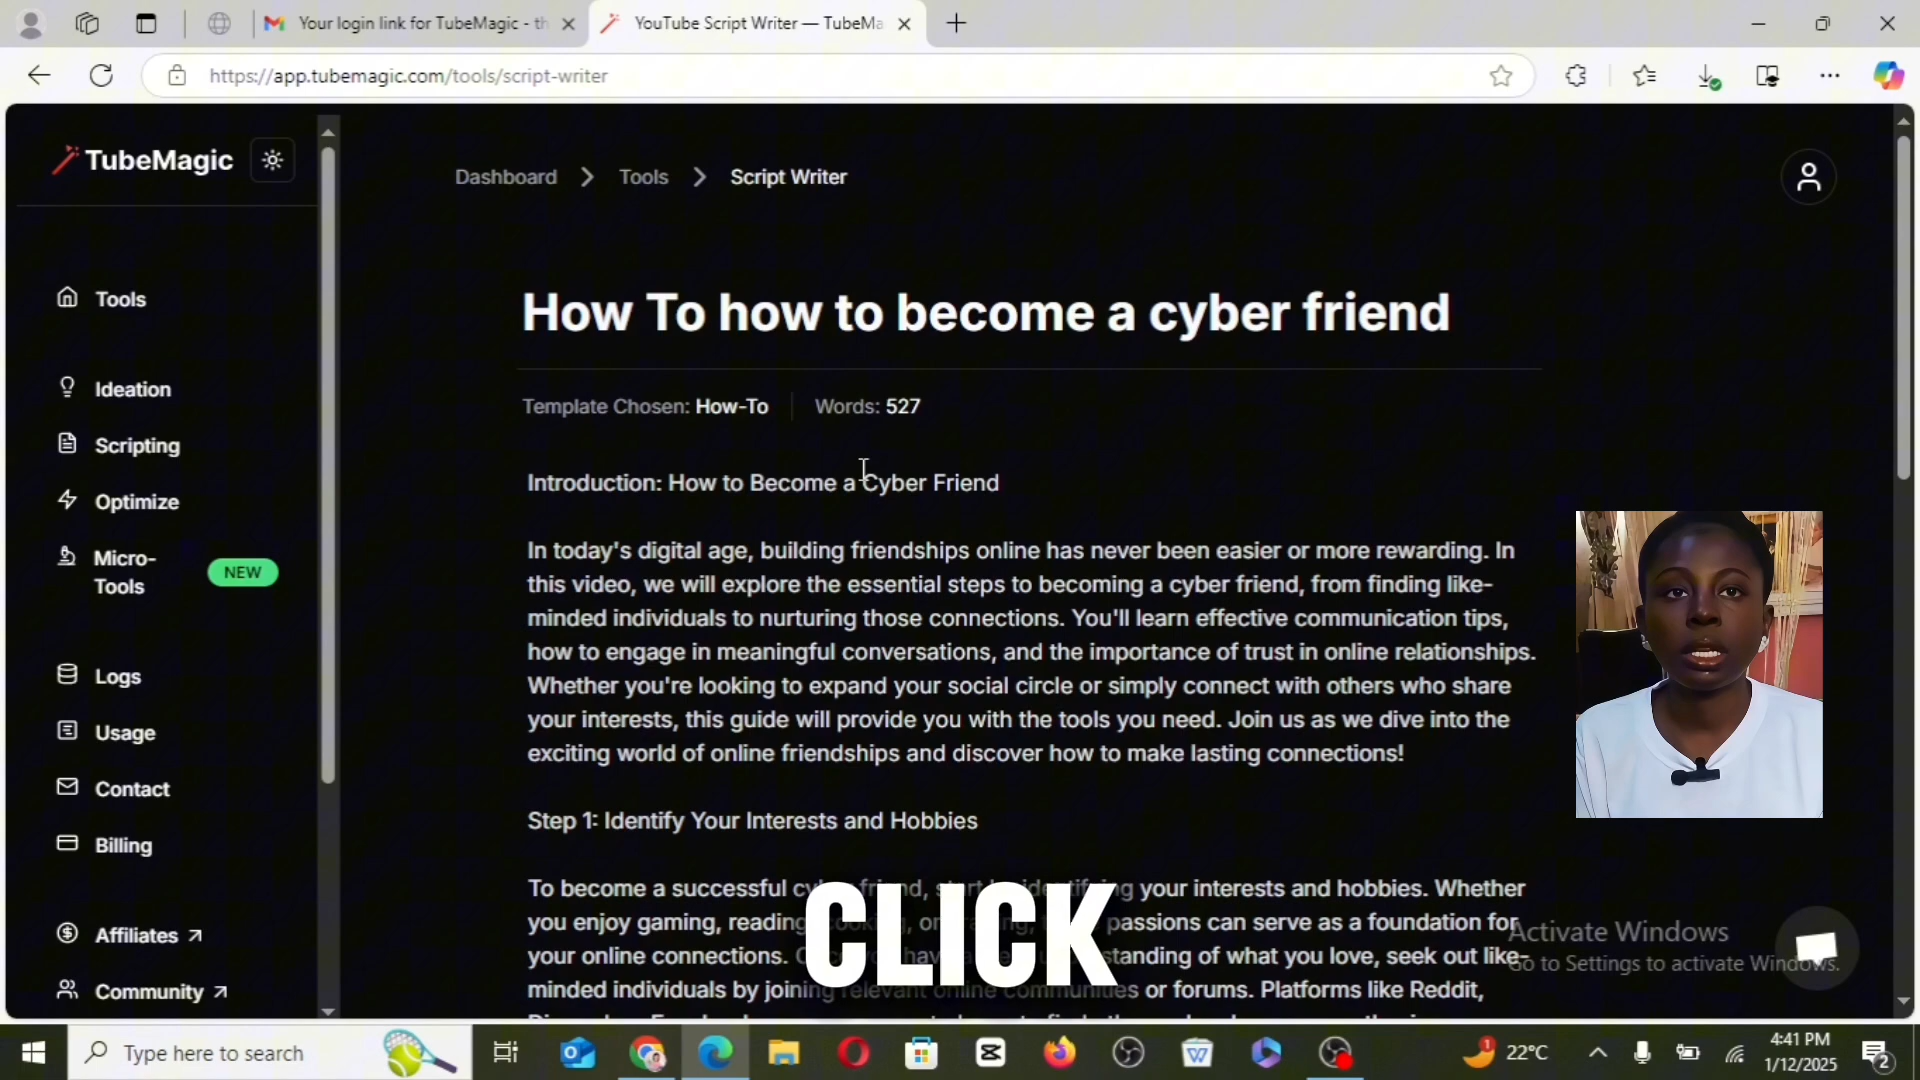 Your login link for TubeMagic - th
YouTube Script Writer — TubeMa
https://app.tubemagic.com/tools/script-writer
TubeMagic
Dashboard > Tools > Script Writer
Tools
Ideation
Scripting
Optimize
Micro-
Tools
NEW
Logs
Usage
Contact
Billing
Affiliates
Community
How To how to become a cyber friend
Template Chosen: How-To | Words: 527
Introduction: How to Become a Cyber Friend
In today's digital age, building friendships online has never been easier or more rewarding. In
this video, we will explore the essential steps to becoming a cyber friend, from finding like-
minded individuals to nurturing those connections. You'll learn effective communication tips,
how to engage in meaningful conversations, and the importance of trust in online relationships.
Whether you're looking to expand your social circle or simply connect with others who share
your interests, this guide will provide you with the tools you need. Join us as we dive into the
exciting world of online friendships and discover how to make lasting connections!
Step 1: Identify Your Interests and Hobbies
To become a successful your interests and hobbies. Whether
you enjoy gaming, reading passions can serve as a foundation for
your online connections. of what you love, seek out like-
minded individuals by joining relevant online communities or forums. Platforms like Reddit,
CLICK
Activate Windows
Go to Settings to activate Windows.
Type here to search
1
22°C
4:41 PM
1/12/2025
2